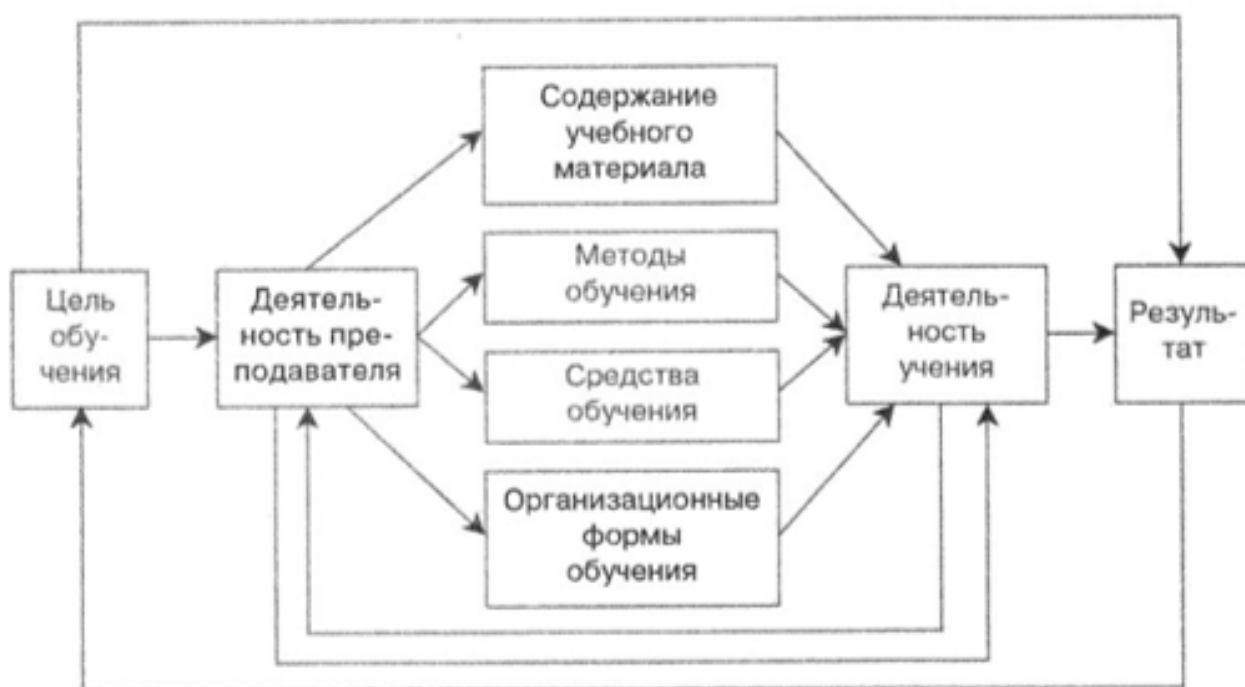 Содержание
учебного
материала
Цель
обу-
чения
Деятель-
ность пре-
подавателя
Методы
обучения
Средства
обучения
Организационные
формы
обучения
Деятель-
ность
учения
Резуль-
тат